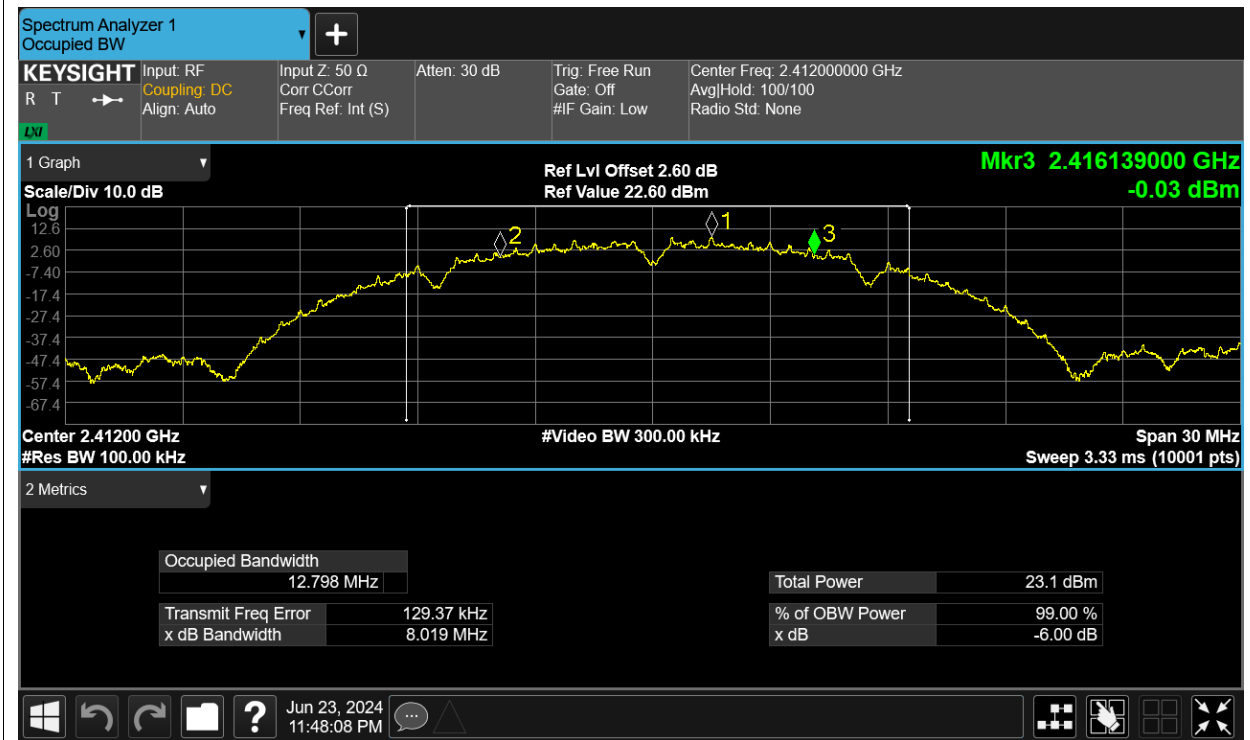 Spectrum Analyzer 1
Occupied BW
KEYSIGHT
R T
LXI
Input: RF
Coupling: DC
Align: Auto
Input Z: 50 Ω
Corr CCorr
Freq Ref: Int (S)
Atten: 30 dB
Trig: Free Run
Gate: Off
#IF Gain: Low
Center Freq: 2.412000000 GHz
Avg|Hold: 100/100
Radio Std: None
1 Graph
Scale/Div 10.0 dB
Ref Lvl Offset 2.60 dB
Ref Value 22.60 dBm
Mkr3 2.416139000 GHz
-0.03 dBm
Log
12.6
2.60
-7.40
-17.4
-27.4
-37.4
-47.4
-57.4
-67.4
2
1
3
Center 2.41200 GHz
#Res BW 100.00 kHz
#Video BW 300.00 kHz
Span 30 MHz
Sweep 3.33 ms (10001 pts)
2 Metrics
Occupied Bandwidth
12.798 MHz
Transmit Freq Error 129.37 kHz
x dB Bandwidth 8.019 MHz
Total Power 23.1 dBm
% of OBW Power 99.00 %
x dB -6.00 dB
?
Jun 23, 2024
11:48:08 PM